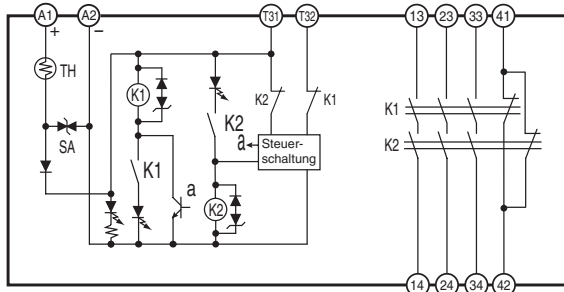 A1 A2 T31 T32 13 23 33 41
+ −
TH
SA
K1
K2
K1
a
K2
K2 K1
a
Steuer-
schaltung
K1
K2
14 24 34 42